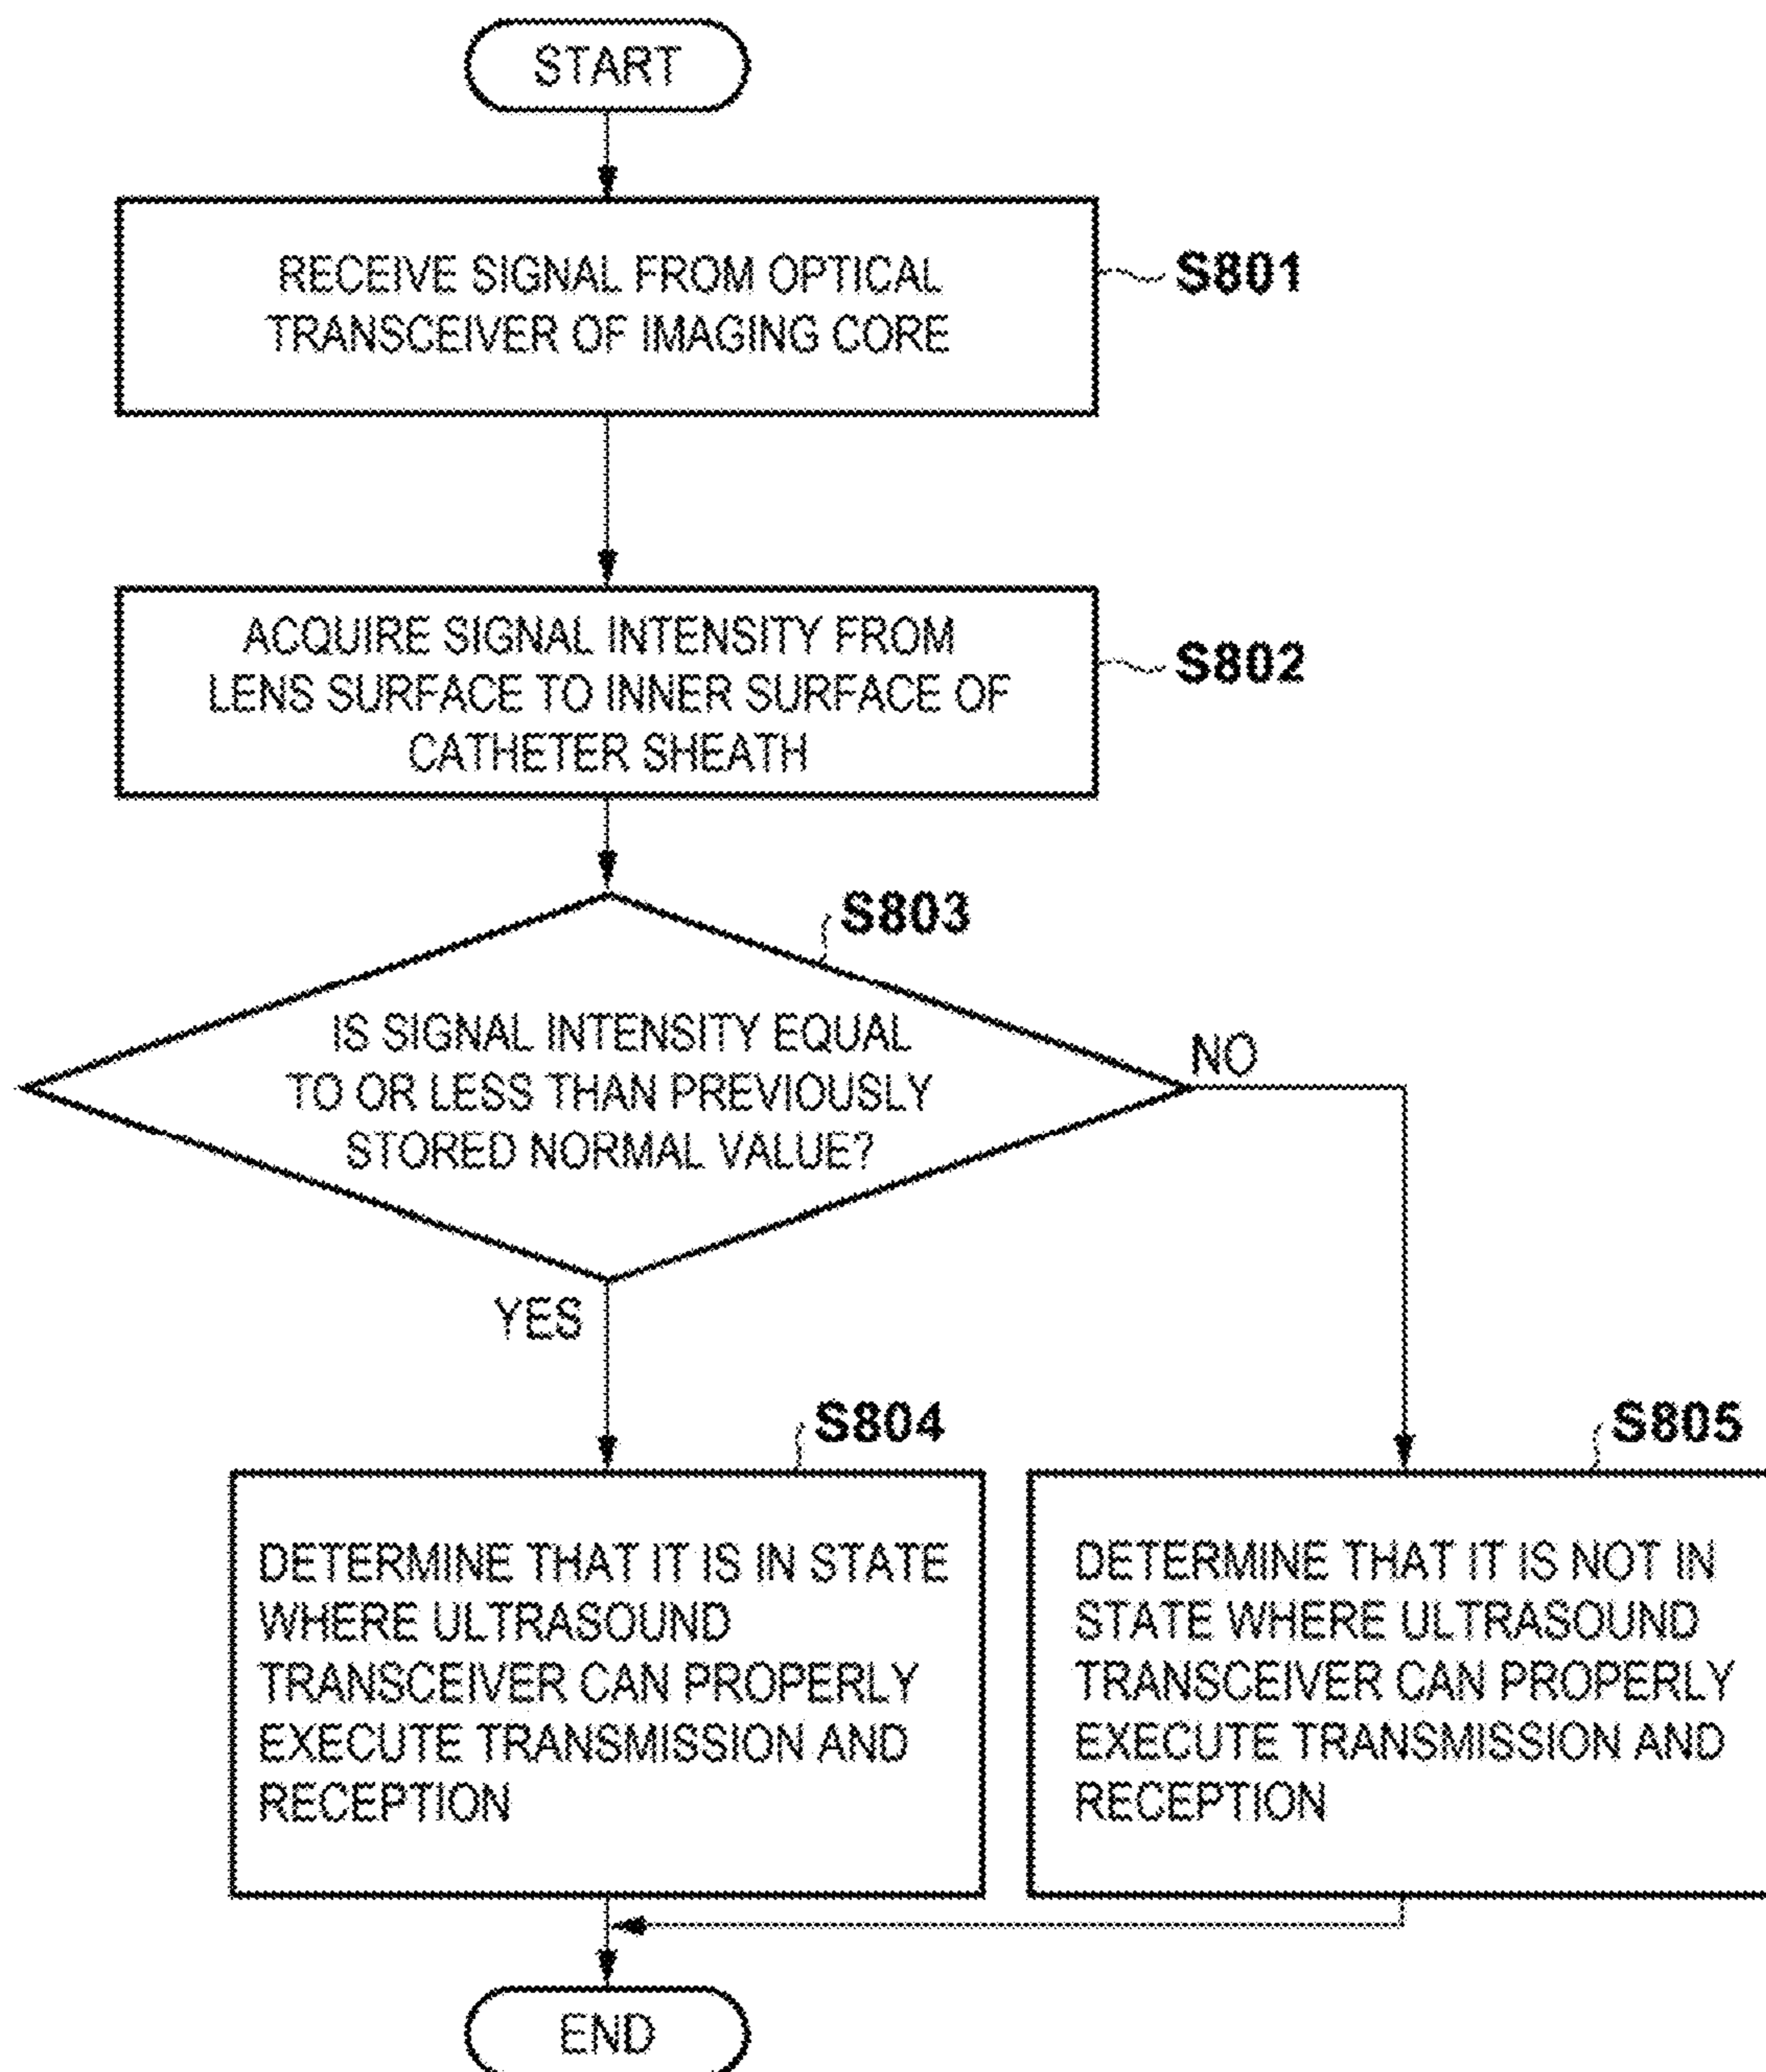 START
RECEIVE SIGNAL FROM OPTICAL
TRANSCEIVER OF IMAGING CORE
S801
ACQUIRE SIGNAL INTENSITY FROM
LENS SURFACE TO INNER SURFACE OF
CATHETER SHEATH
S802
S803
IS SIGNAL INTENSITY EQUAL
TO OR LESS THAN PREVIOUSLY
STORED NORMAL VALUE?
NO
YES
S804
DETERMINE THAT IT IS IN STATE
WHERE ULTRASOUND
TRANSCEIVER CAN PROPERLY
EXECUTE TRANSMISSION AND
RECEPTION
S805
DETERMINE THAT IT IS NOT IN
STATE WHERE ULTRASOUND
TRANSCEIVER CAN PROPERLY
EXECUTE TRANSMISSION AND
RECEPTION
END